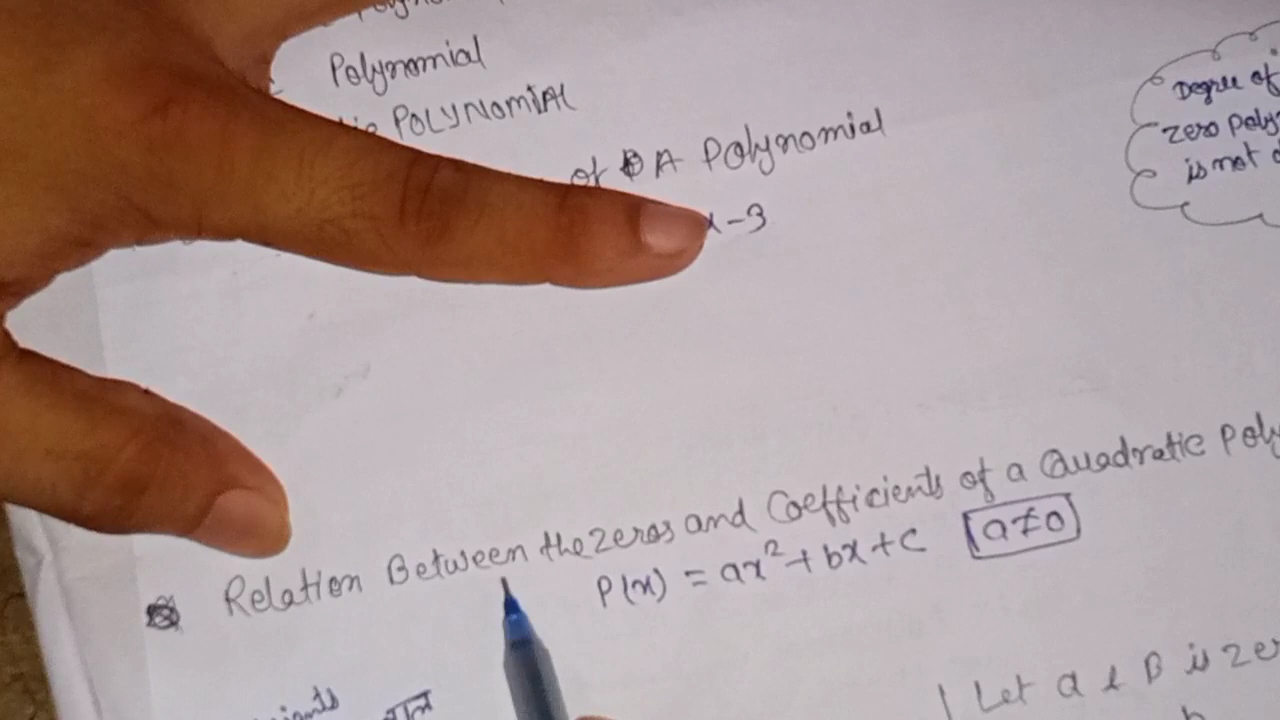 Polynomial
POLYNOMIAL
of A Polynomial
-3
Degree of
zero poly
is not
Relation Between the zeros and Coefficients of a Quadratic Poly
P(x) = ax²+bx+c a≠0
Let α & β is zer